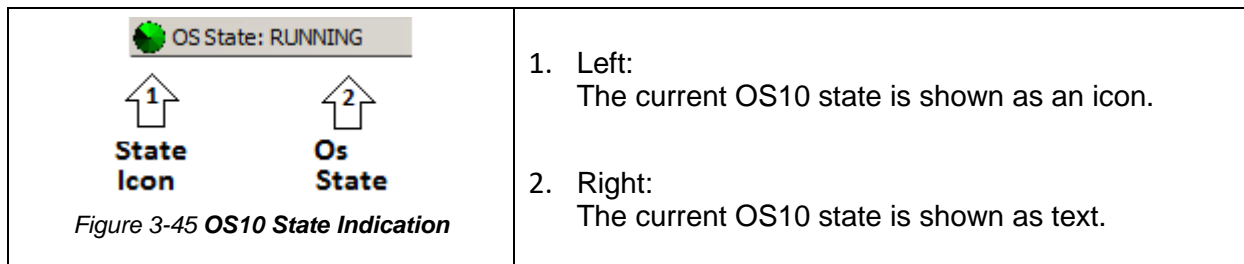 OS State: RUNNING
1 2
State Os
Icon State
Figure 3-45 OS10 State Indication
1. Left:
The current OS10 state is shown as an icon.
2. Right:
The current OS10 state is shown as text.